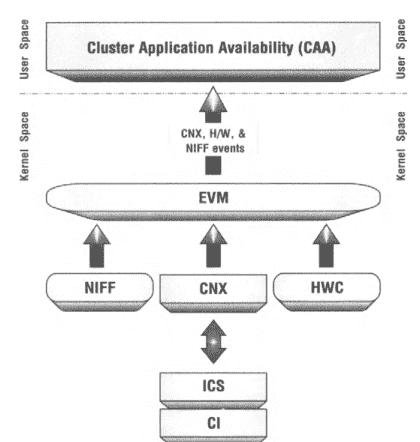 User Space
Cluster Application Availability (CAA)
User Space
Kernel Space
CNX, H/W, &
NIFF events
Kernel Space
EVM
NIFF
CNX
HWC
ICS
CI